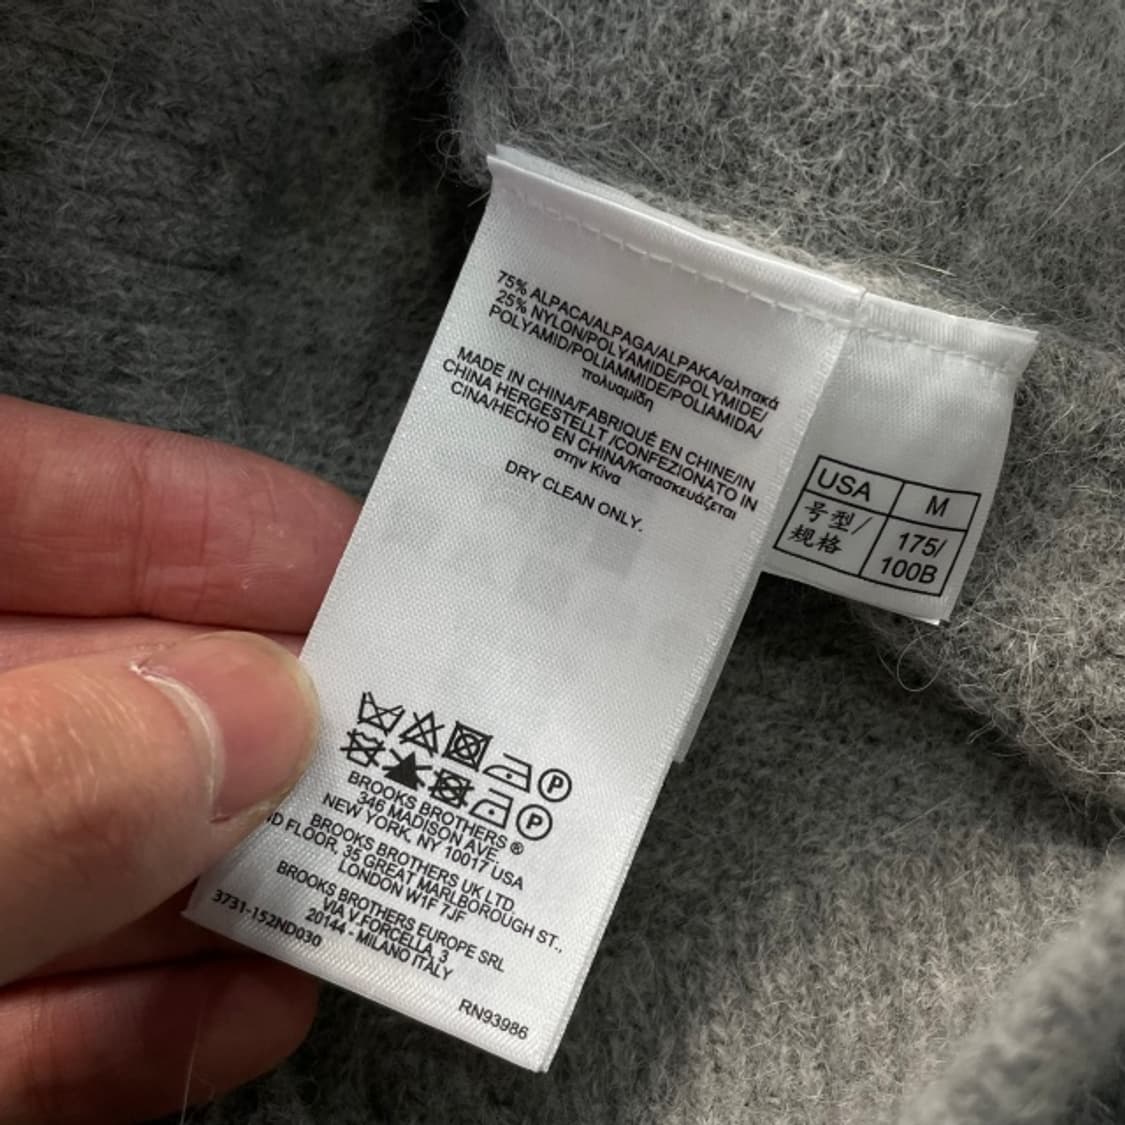 75% ALPACA/ALPAGA/ALPAKA/αλπακά
25% NYLON/POLYAMIDE/POLYMIDE/
POLYAMID/POLIAMMIDE/POLIAMIDA/
πολυαμίδη
MADE IN CHINA/FABRIQUÉ EN CHINE/IN
CHINA HERGESTELLT /CONFEZIONATO IN
CINA/HECHO EN CHINA/Κατασκευάζεται
στην Κίνα
DRY CLEAN ONLY.
P
P
BROOKS BROTHERS ®
346 MADISON AVE.
NEW YORK, NY 10017 USA
BROOKS BROTHERS UK LTD
FLOOR, 35 GREAT MARLBOROUGH ST.,
LONDON W1F 7JF
BROOKS BROTHERS EUROPE SRL
VIA V.FORCELLA, 3
20144 - MILANO ITALY
3731-152ND030
RN93986
USA M
号型/ 175/
规格 100B